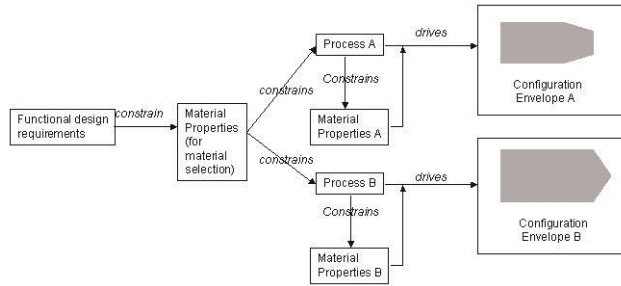 Process A
drives
Constrains
constrains
Configuration
Envelope A
Functional design
requirements
constrain
Material
Properties
(for
material
selection)
Material
Properties A
constrains
Process B
drives
Constrains
Configuration
Envelope B
Material
Properties B